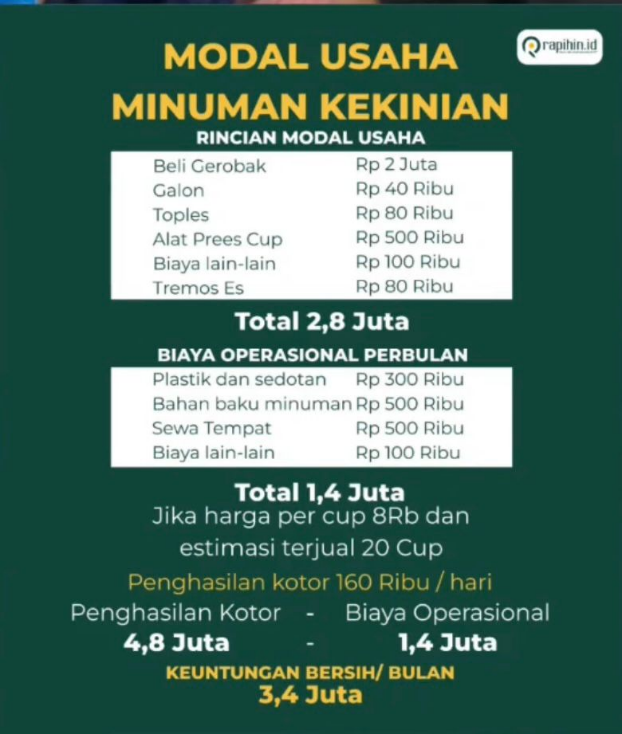 rapihin.id
MODAL USAHA
MINUMAN KEKINIAN
RINCIAN MODAL USAHA
Beli Gerobak Rp 2 Juta
Galon Rp 40 Ribu
Toples Rp 80 Ribu
Alat Prees Cup Rp 500 Ribu
Biaya lain-lain Rp 100 Ribu
Tremos Es Rp 80 Ribu
Total 2,8 Juta
BIAYA OPERASIONAL PERBULAN
Plastik dan sedotan Rp 300 Ribu
Bahan baku minuman Rp 500 Ribu
Sewa Tempat Rp 500 Ribu
Biaya lain-lain Rp 100 Ribu
Total 1,4 Juta
Jika harga per cup 8Rb dan
estimasi terjual 20 Cup
Penghasilan kotor 160 Ribu / hari
Penghasilan Kotor - Biaya Operasional
4,8 Juta - 1,4 Juta
KEUNTUNGAN BERSIH/ BULAN
3,4 Juta